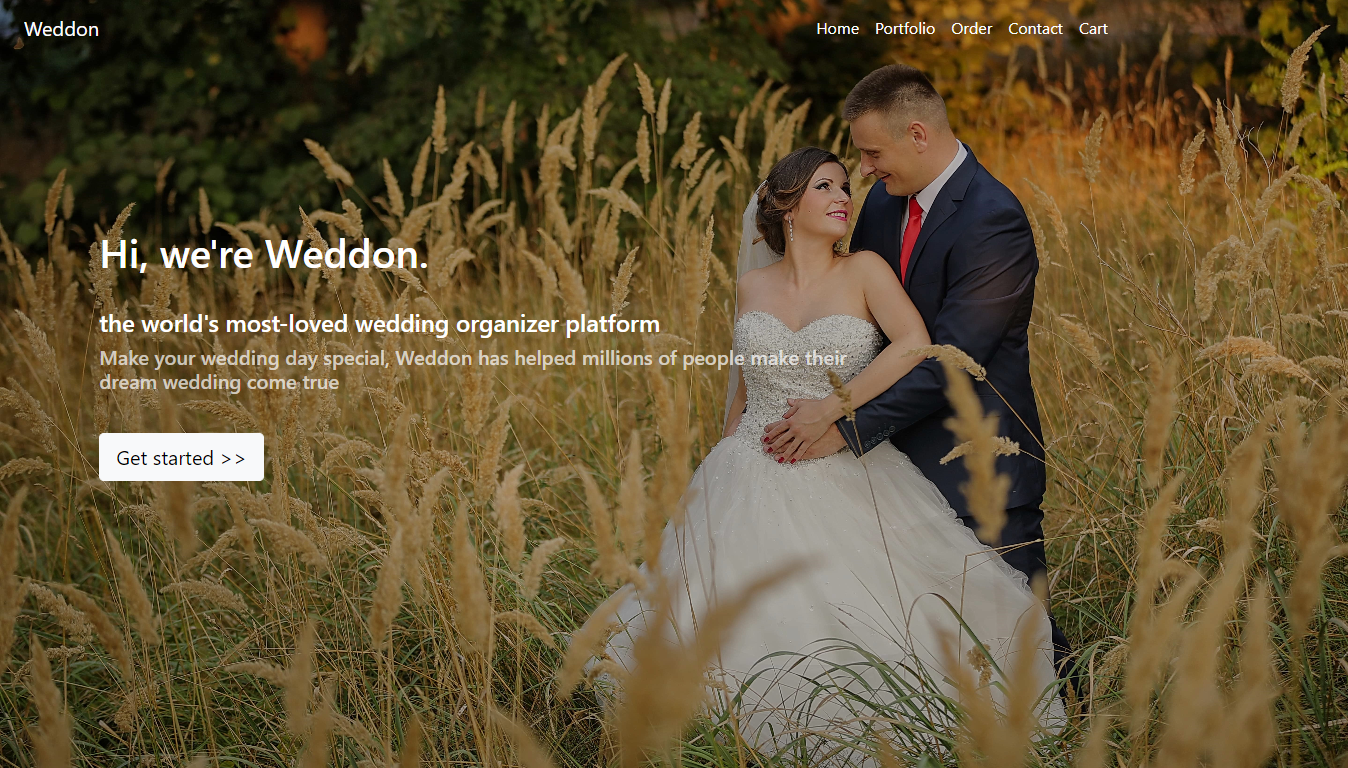 Weddon
Home Portfolio Order Contact Cart
Hi, we're Weddon.
the world's most-loved wedding organizer platform
Make your wedding day special, Weddon has helped millions of people make their
dream wedding come true
Get started >>